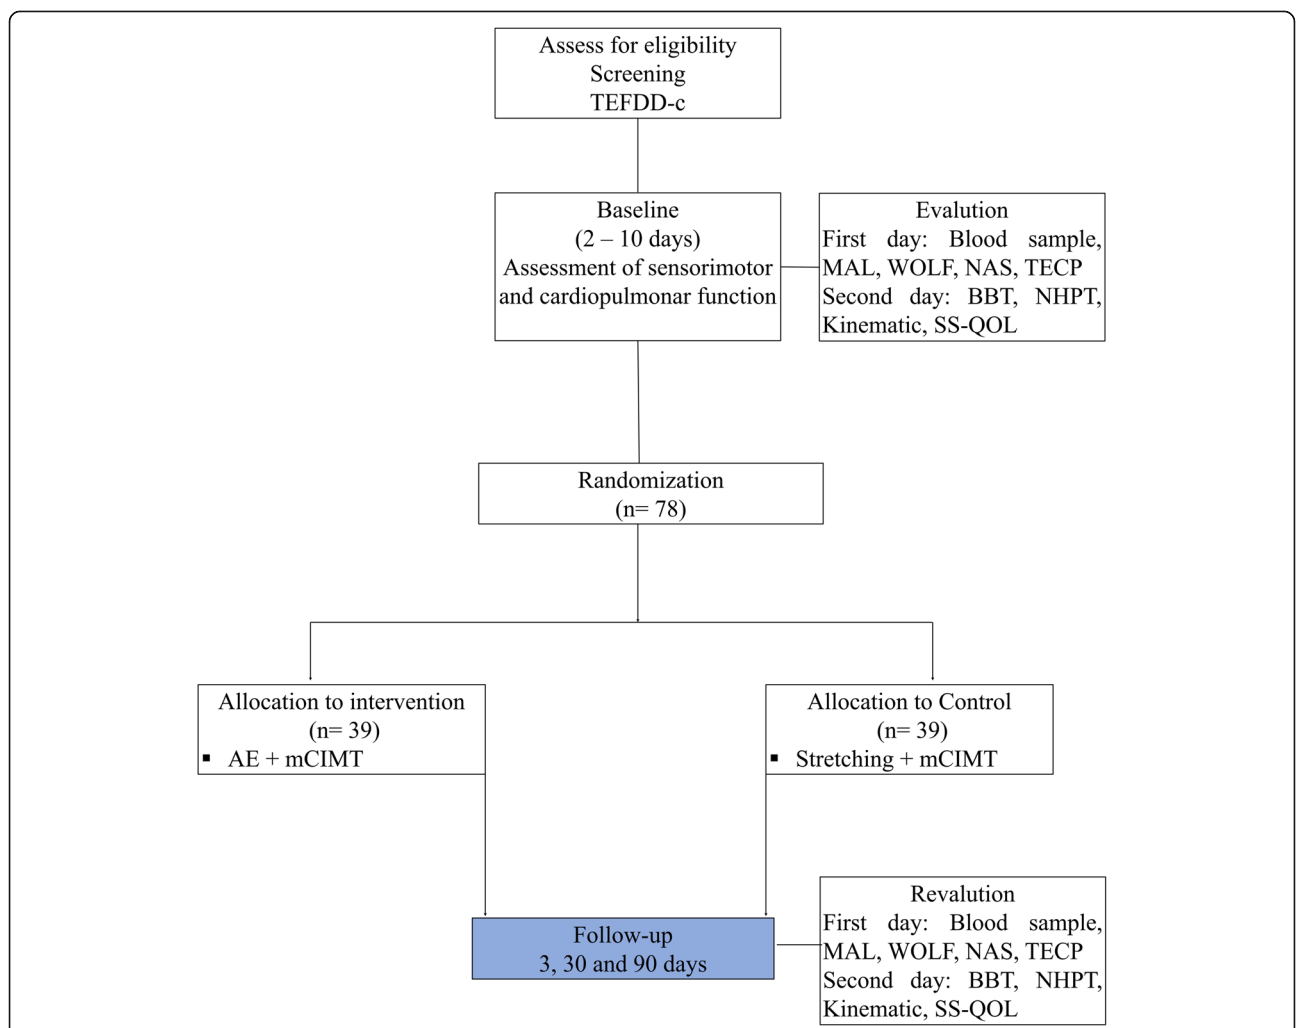 Assess for eligibility
Screening
TEFDD-c
Baseline
(2 – 10 days)
Assessment of sensorimotor
and cardiopulmonar function
Evalution
First day: Blood sample,
MAL, WOLF, NAS, TECP
Second day: BBT, NHPT,
Kinematic, SS-QOL
Randomization
(n= 78)
Allocation to intervention
(n= 39)
▪ AE + mCIMT
Allocation to Control
(n= 39)
▪ Stretching + mCIMT
Follow-up
3, 30 and 90 days
Revalution
First day: Blood sample,
MAL, WOLF, NAS, TECP
Second day: BBT, NHPT,
Kinematic, SS-QOL